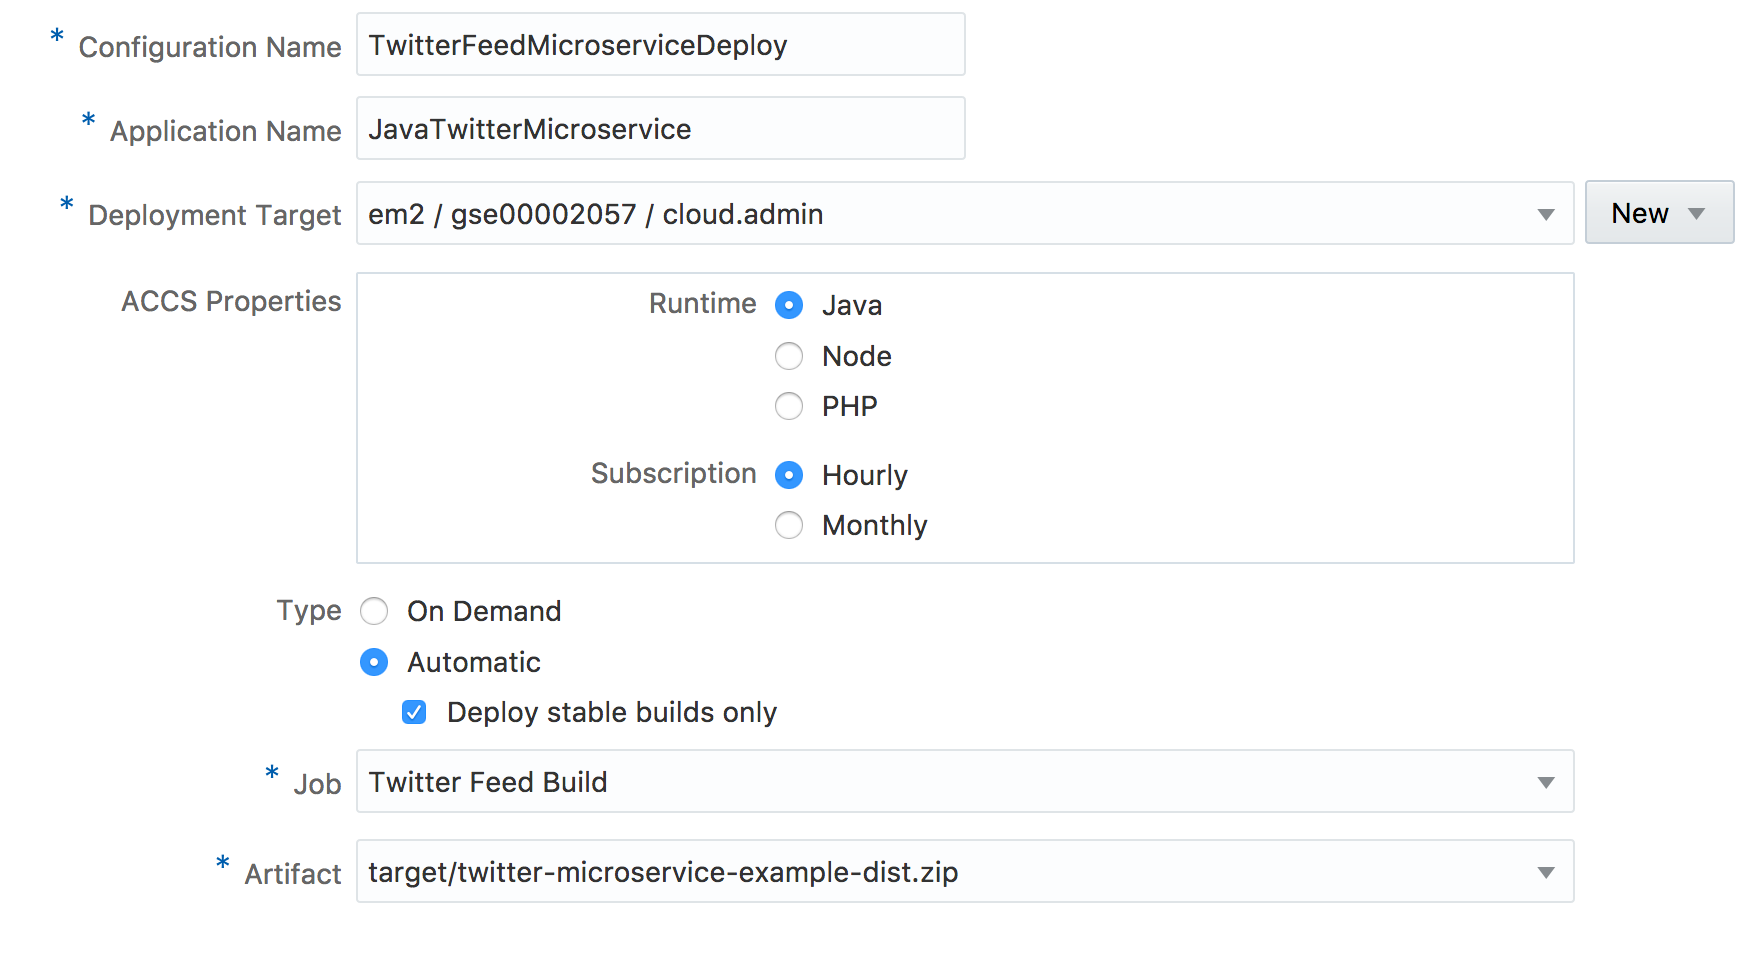 * Configuration Name TwitterFeedMicroserviceDeploy
* Application Name JavaTwitterMicroservice
* Deployment Target em2 / gse00002057 / cloud.admin New
ACCS Properties Runtime Java
Node
PHP
Subscription Hourly
Monthly
Type On Demand
Automatic
Deploy stable builds only
* Job Twitter Feed Build
* Artifact target/twitter-microservice-example-dist.zip